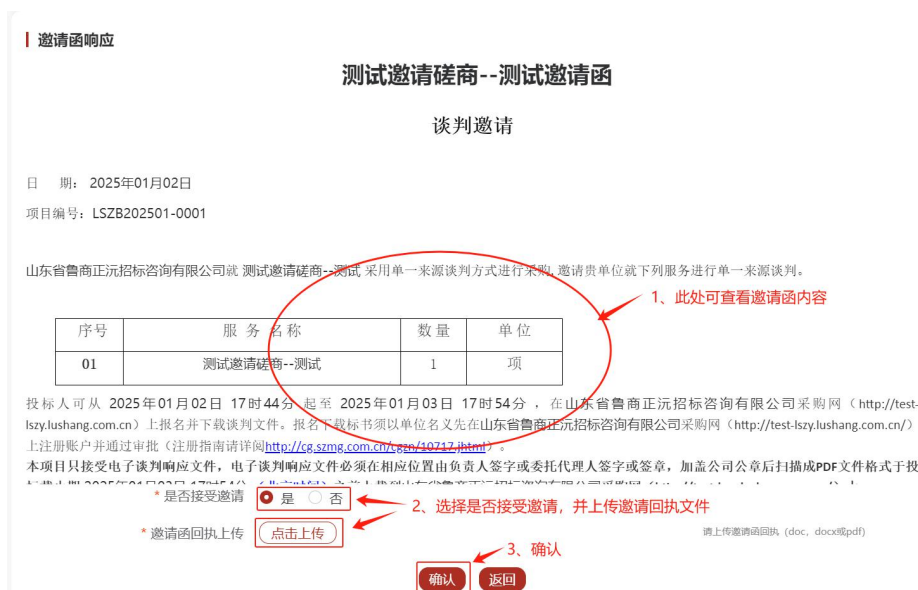 邀请函响应
测试邀请磋商--测试邀请函
谈判邀请
日 期：2025年01月02日
项目编号：LSZB202501-0001
山东省鲁商正沅招标咨询有限公司就 测试邀请磋商--测试 采用单一来源谈判方式进行采购，邀请贵单位就下列服务进行单一来源谈判。
1、此处可查看邀请函内容
序号 服 务 名称 数 量 单 位
01 测试邀请磋商--测试 1 项
投标人可从 2025年01月02日 17时44分 起至 2025年01月03日 17时54分 ，在山东省鲁商正沅招标咨询有限公司采购网（http://test-
lszy.lushang.com.cn）上报名并下载谈判文件。报名下载标书须以单位名义先在山东省鲁商正沅招标咨询有限公司采购网（http://test-lszy.lushang.com.cn/）
上注册账户并通过审批（注册指南请详阅http://cg.szmg.com.cn/cgzn/10717.jhtml）。
本项目只接受电子谈判响应文件，电子谈判响应文件必须在相应位置由负责人签字或委托代理人签字或签章，加盖公司公章后扫描成PDF文件格式于投
* 是否接受邀请 是 否
2、选择是否接受邀请，并上传邀请回执文件
* 邀请函回执上传 点击上传 请上传邀请函回执（doc，docx或pdf)
3、确认
确认 返回